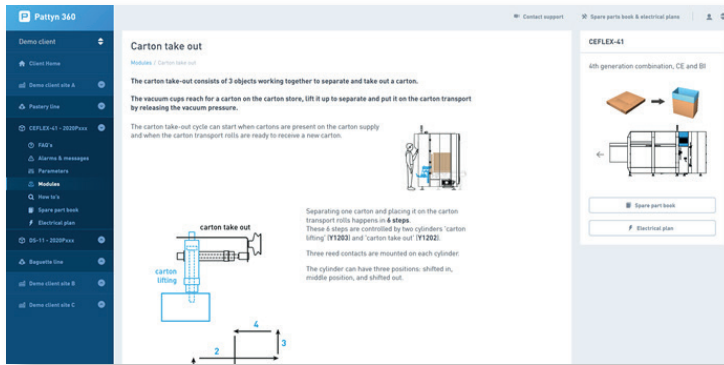 Pattyn 360
Contact support
Spare parts book & electrical plans
Demo client
Client Home
Demo client site A
Pastery line
CEFLEX-41 - 2020Pxxx
FAQ's
Alarms & messages
Parameters
Modules
How to's
Spare part book
Electrical plan
DS-11 - 2020Pxxx
Baguette line
Demo client site B
Demo client site C
Carton take out
Modules / Carton take out
The carton take-out consists of 3 objects working together to separate and take out a carton.
The vacuum cups reach for a carton on the carton store, lift it up to separate and put it on the carton transport
by releasing the vacuum pressure.
The carton take-out cycle can start when cartons are present on the carton supply
and when the carton transport rolls are ready to receive a new carton.
Separating one carton and placing it on the carton
transport rolls happens in 6 steps.
These 6 steps are controlled by two cylinders 'carton
lifting' (Y1203) and 'carton take out' (Y1202).
Three reed contacts are mounted on each cylinder.
The cylinder can have three positions: shifted in,
middle position, and shifted out.
carton take out
carton
lifting
4
3
2
CEFLEX-41
4th generation combination, CE and BI
Spare part book
Electrical plan